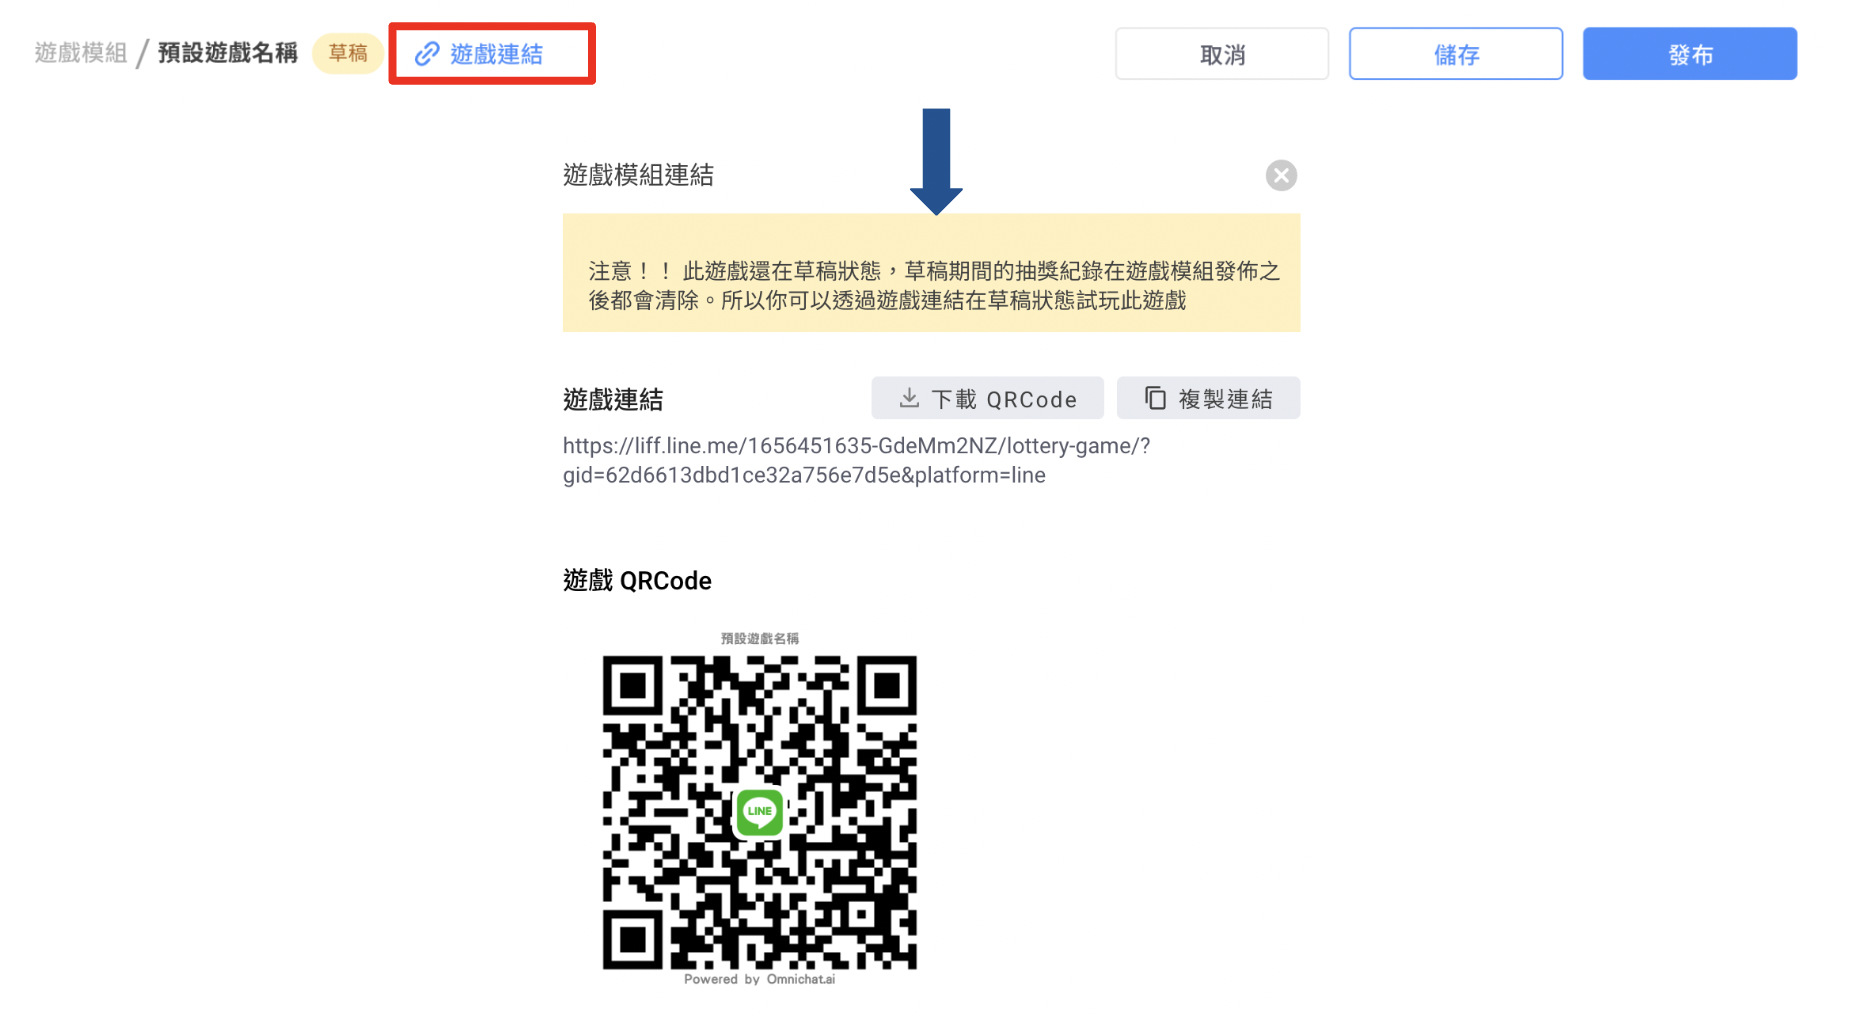 遊戲模組 / 預設遊戲名稱 草稿 遊戲連結 取消 儲存 發布
遊戲模組連結
注意！！ 此遊戲還在草稿狀態，草稿期間的抽獎紀錄在遊戲模組發佈之
後都會清除。所以你可以透過遊戲連結在草稿狀態試玩此遊戲
遊戲連結 下載 QRCode 複製連結
https://liff.line.me/1656451635-GdeMm2NZ/lottery-game/?
gid=62d6613dbd1ce32a756e7d5e&platform=line
遊戲 QRCode
預設遊戲名稱
LINE
Powered by Omnichat.ai